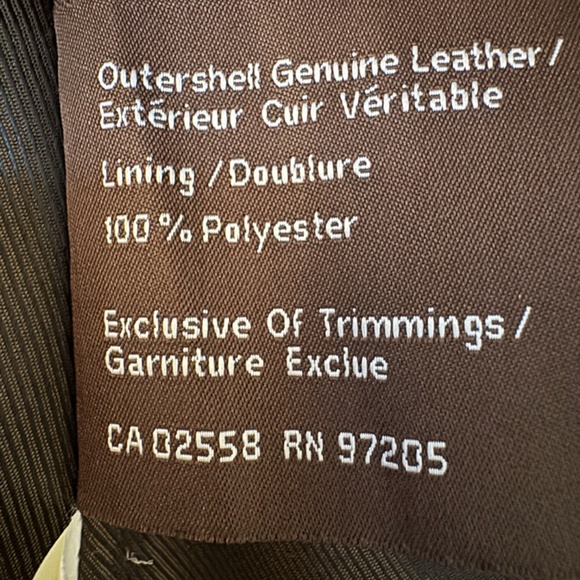 Outershell Genuine Leather /
Extérieur Cuir Véritable
Lining / Doublure
100 % Polyester
Exclusive Of Trimmings /
Garniture Exclue
CA 02558 RN 97205